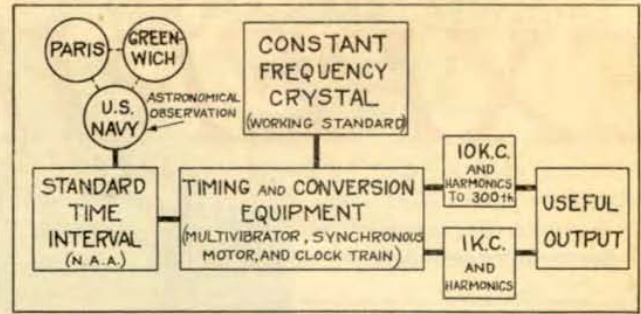 PARIS
GREEN-
WICH
U.S.
NAVY
ASTRONOMICAL
OBSERVATION
CONSTANT
FREQUENCY
CRYSTAL
(WORKING STANDARD)
STANDARD
TIME
INTERVAL
(N.A.A.)
TIMING AND CONVERSION
EQUIPMENT
(MULTIVIBRATOR, SYNCHRONOUS
MOTOR, AND CLOCK TRAIN)
10 K.C.
AND
HARMONICS
TO 300th
1 K.C.
AND
HARMONICS
USEFUL
OUTPUT